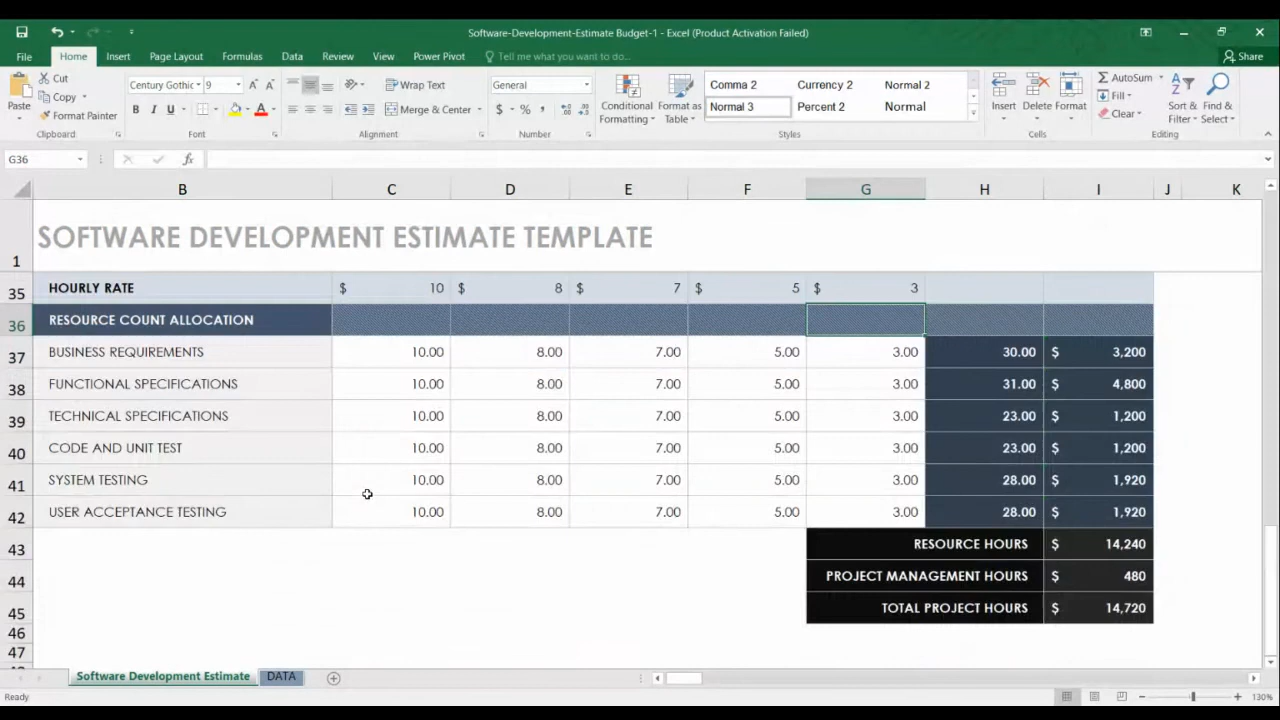 Software-Development-Estimate Budget-1 - Excel (Product Activation Failed)
File Home Insert Page Layout Formulas Data Review View Power Pivot Tell me what you want to do... Share
Paste Cut Copy Format Painter Clipboard
Century Gothic 9 B I U Font
Wrap Text Merge & Center Alignment
General $ % , Number
Conditional Formatting Format as Table
Comma 2 Currency 2 Normal 2
Normal 3 Percent 2 Normal
Styles
Insert Delete Format Cells
AutoSum Fill Clear Sort & Filter Find & Select Editing
G36 fx
B C D E F G H I J K
1 SOFTWARE DEVELOPMENT ESTIMATE TEMPLATE
35 HOURLY RATE $ 10 $ 8 $ 7 $ 5 $ 3
36 RESOURCE COUNT ALLOCATION
37 BUSINESS REQUIREMENTS 10.00 8.00 7.00 5.00 3.00 30.00 $ 3,200
38 FUNCTIONAL SPECIFICATIONS 10.00 8.00 7.00 5.00 3.00 31.00 $ 4,800
39 TECHNICAL SPECIFICATIONS 10.00 8.00 7.00 5.00 3.00 23.00 $ 1,200
40 CODE AND UNIT TEST 10.00 8.00 7.00 5.00 3.00 23.00 $ 1,200
41 SYSTEM TESTING 10.00 8.00 7.00 5.00 3.00 28.00 $ 1,920
42 USER ACCEPTANCE TESTING 10.00 8.00 7.00 5.00 3.00 28.00 $ 1,920
43 RESOURCE HOURS $ 14,240
44 PROJECT MANAGEMENT HOURS $ 480
45 TOTAL PROJECT HOURS $ 14,720
46
47
Software Development Estimate DATA
Ready 130%